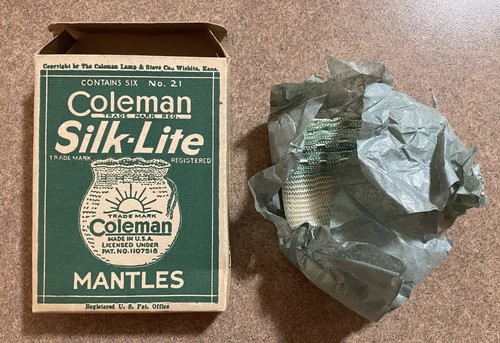 Copyright by The Coleman Lamp & Stove Co., Wichita, Kans.
CONTAINS SIX No. 21
Coleman
TRADE MARK REG.
Silk-Lite
TRADE MARK REGISTERED
TRADE MARK
Coleman
MADE IN U.S.A.
LICENSED UNDER
PAT. NO. 1107518
MANTLES
Registered U. S. Pat. Office